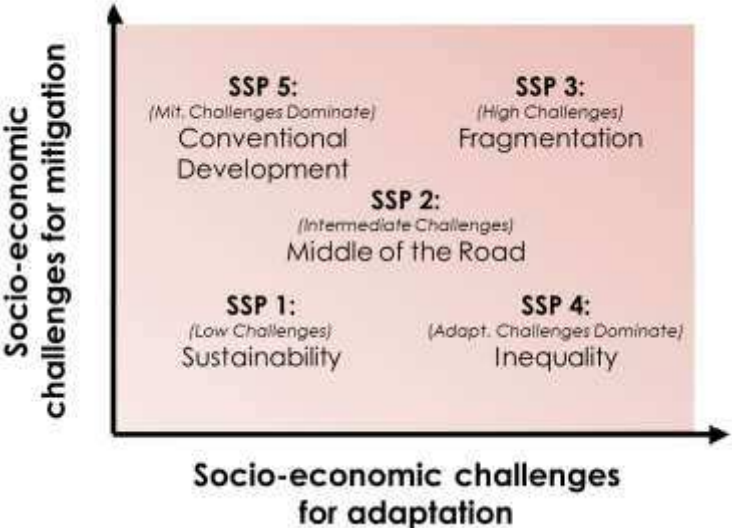 Socio-economic
challenges for mitigation
SSP 5:
(Mit. Challenges Dominate)
Conventional
Development
SSP 3:
(High Challenges)
Fragmentation
SSP 2:
(Intermediate Challenges)
Middle of the Road
SSP 1:
(Low Challenges)
Sustainability
SSP 4:
(Adapt. Challenges Dominate)
Inequality
Socio-economic challenges
for adaptation